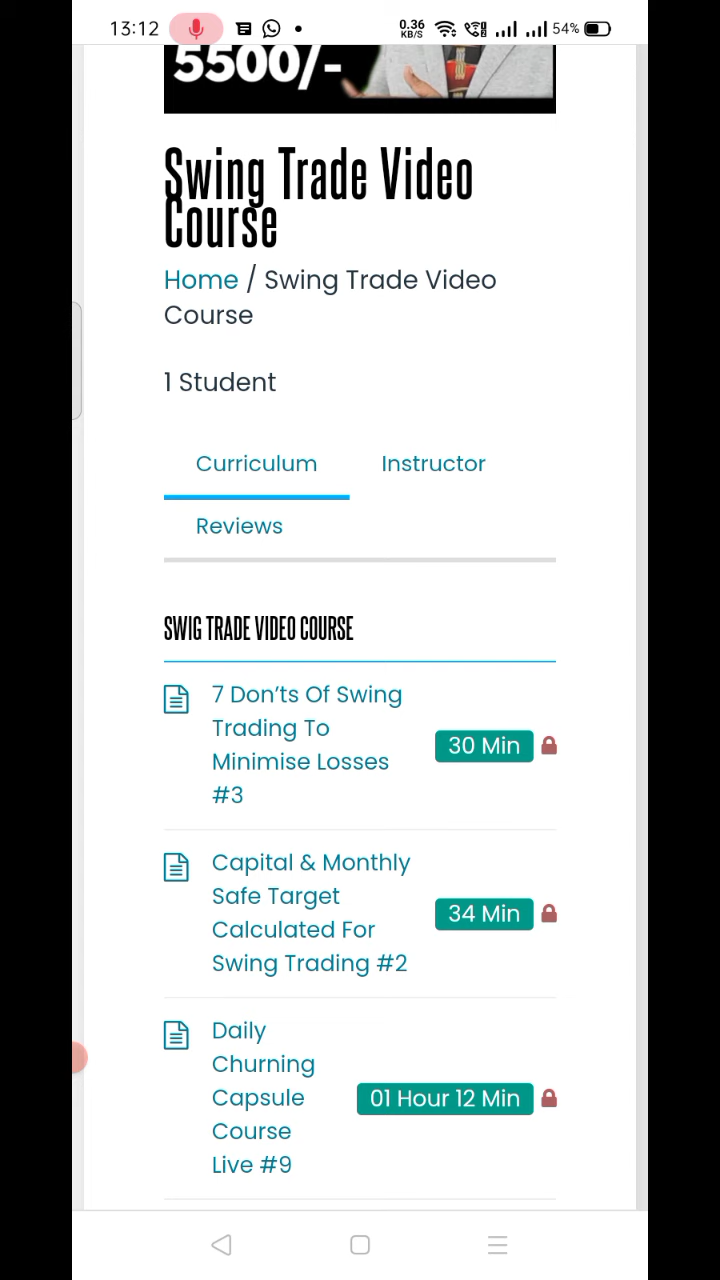 13:12
0.36 KB/S
54%
5500/-
Swing Trade Video
Course
Home / Swing Trade Video
Course
1 Student
Curriculum
Instructor
Reviews
SWIG TRADE VIDEO COURSE
7 Don'ts Of Swing
Trading To
Minimise Losses
#3
30 Min
Capital & Monthly
Safe Target
Calculated For
Swing Trading #2
34 Min
Daily
Churning
Capsule
Course
Live #9
01 Hour 12 Min